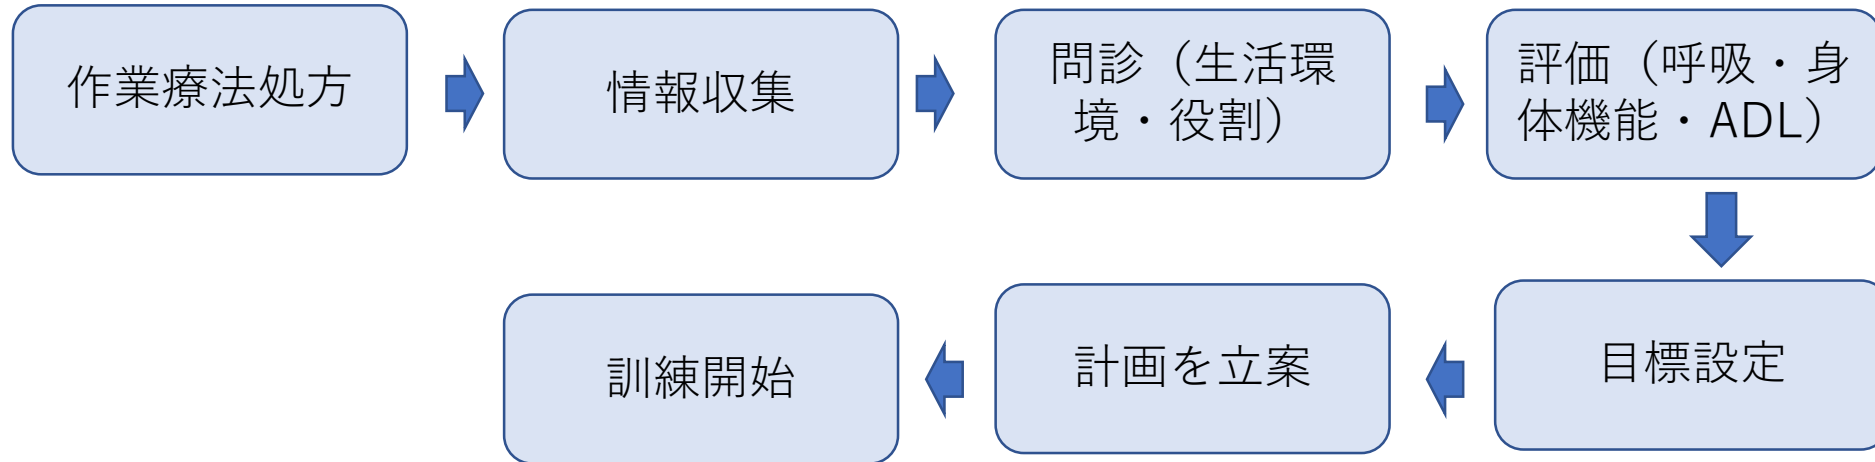 作業療法処方
情報収集
問診（生活環
境・役割）
評価（呼吸・身
体機能・ADL）
目標設定
計画を立案
訓練開始